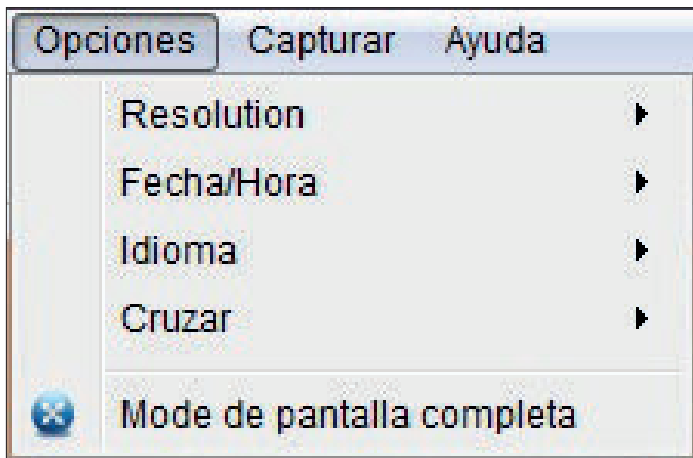 Opciones Capturar Ayuda
Resolution
Fecha/Hora
Idioma
Cruzar
Mode de pantalla completa